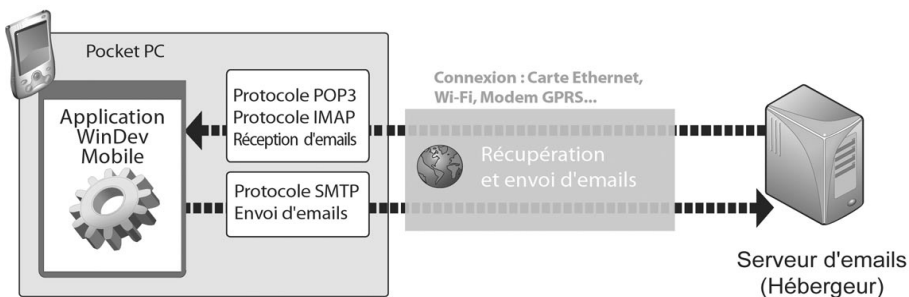 Pocket PC
Application
WinDev
Mobile
Protocole POP3
Protocole IMAP
Réception d'emails
Protocole SMTP
Envoi d'emails
Connexion : Carte Ethernet,
Wi-Fi, Modem GPRS...
Récupération
et envoi d'emails
Serveur d'emails
(Hébergeur)